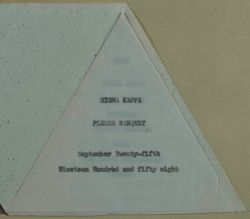 SIGMA KAPPA
PLEDGE BANQUET
September Twenty-fifth
Nineteen Hundred and fifty eight